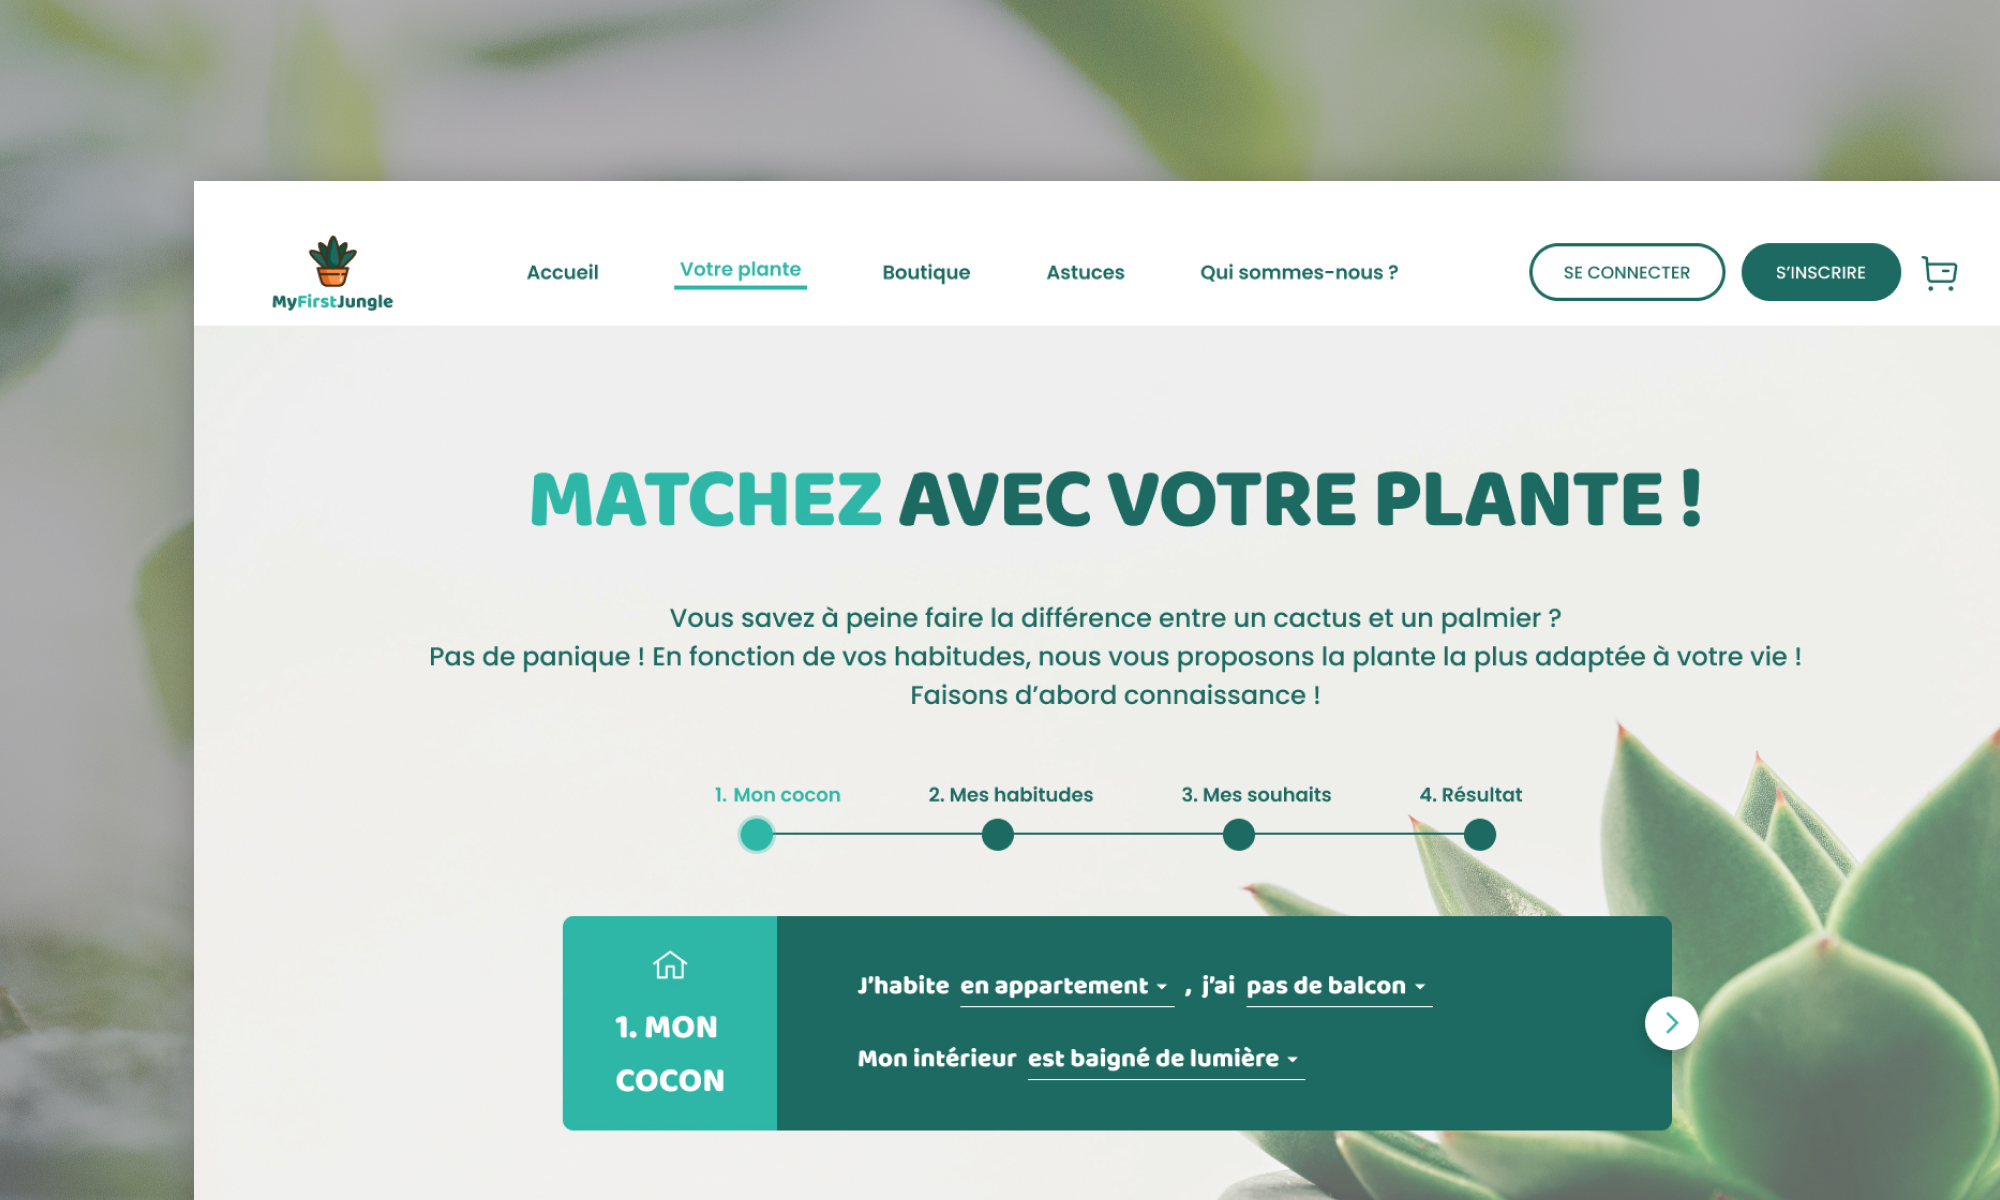 MyFirstJungle
Accueil
Votre plante
Boutique
Astuces
Qui sommes-nous ?
SE CONNECTER
S'INSCRIRE
MATCHEZ AVEC VOTRE PLANTE !
Vous savez à peine faire la différence entre un cactus et un palmier ?
Pas de panique ! En fonction de vos habitudes, nous vous proposons la plante la plus adaptée à votre vie !
Faisons d’abord connaissance !
1. Mon cocon
2. Mes habitudes
3. Mes souhaits
4. Résultat
1. MON
COCON
J’habite en appartement , j’ai pas de balcon
Mon intérieur est baigné de lumière